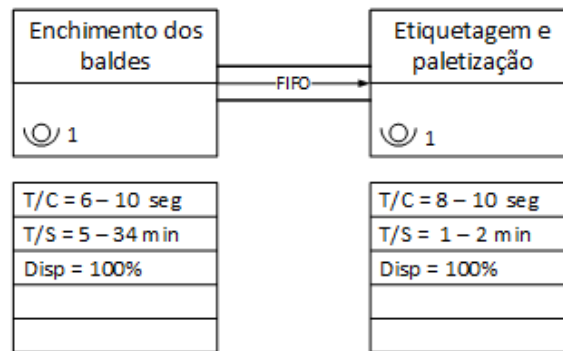 Enchimento dos
baldes
1
FIFO
Etiquetagem e
paletização
1
T/C = 6 – 10 seg
T/S = 5 – 34 min
Disp = 100%
T/C = 8 – 10 seg
T/S = 1 – 2 min
Disp = 100%